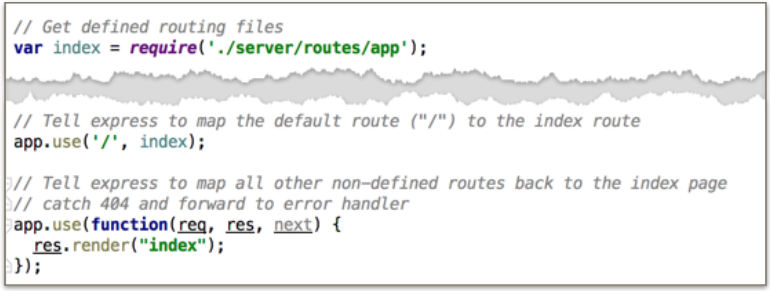 // Get defined routing files
var index = require('./server/routes/app');
// Tell express to map the default route ("/") to the index route
app.use('/', index);
// Tell express to map all other non-defined routes back to the index page
// catch 404 and forward to error handler
app.use(function(req, res, next) {
  res.render("index");
});